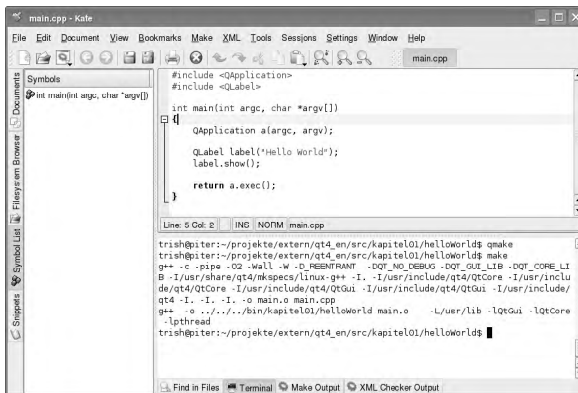 main.cpp - Kate
File Edit Document View Bookmarks Make XML Tools Sessions Settings Window Help
main.cpp
Documents
Filesystem Browser
Symbol List
Snippets
Symbols
int main(int argc, char *argv[])
#include <QApplication>
#include <QLabel>
int main(int argc, char *argv[])
{
QApplication a(argc, argv);
QLabel label("Hello World");
label.show();
return a.exec();
}
Line: 5 Col: 2 INS NORM main.cpp
trish@piter:~/projekte/extern/qt4_en/src/kapitel01/helloWorld$ qmake
trish@piter:~/projekte/extern/qt4_en/src/kapitel01/helloWorld$ make
g++ -c -pipe -O2 -Wall -W -D_REENTRANT -DQT_NO_DEBUG -DQT_GUI_LIB -DQT_CORE_LI
B -I/usr/share/qt4/mkspecs/linux-g++ -I. -I/usr/include/qt4/QtCore -I/usr/inclu
de/qt4/QtCore -I/usr/include/qt4/QtGui -I/usr/include/qt4/QtGui -I/usr/include/
qt4 -I. -I. -I. -o main.o main.cpp
g++ -o ../../../bin/kapitel01/helloWorld main.o -L/usr/lib -lQtGui -lQtCore
-lpthread
trish@piter:~/projekte/extern/qt4_en/src/kapitel01/helloWorld$
Find in Files Terminal Make Output XML Checker Output